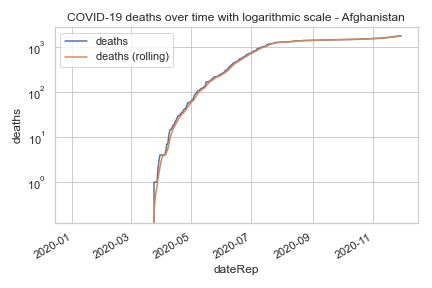 COVID-19 deaths over time with logarithmic scale - Afghanistan
deaths
deaths (rolling)
10³
10²
10¹
10⁰
deaths
2020-01
2020-03
2020-05
2020-07
2020-09
2020-11
dateRep